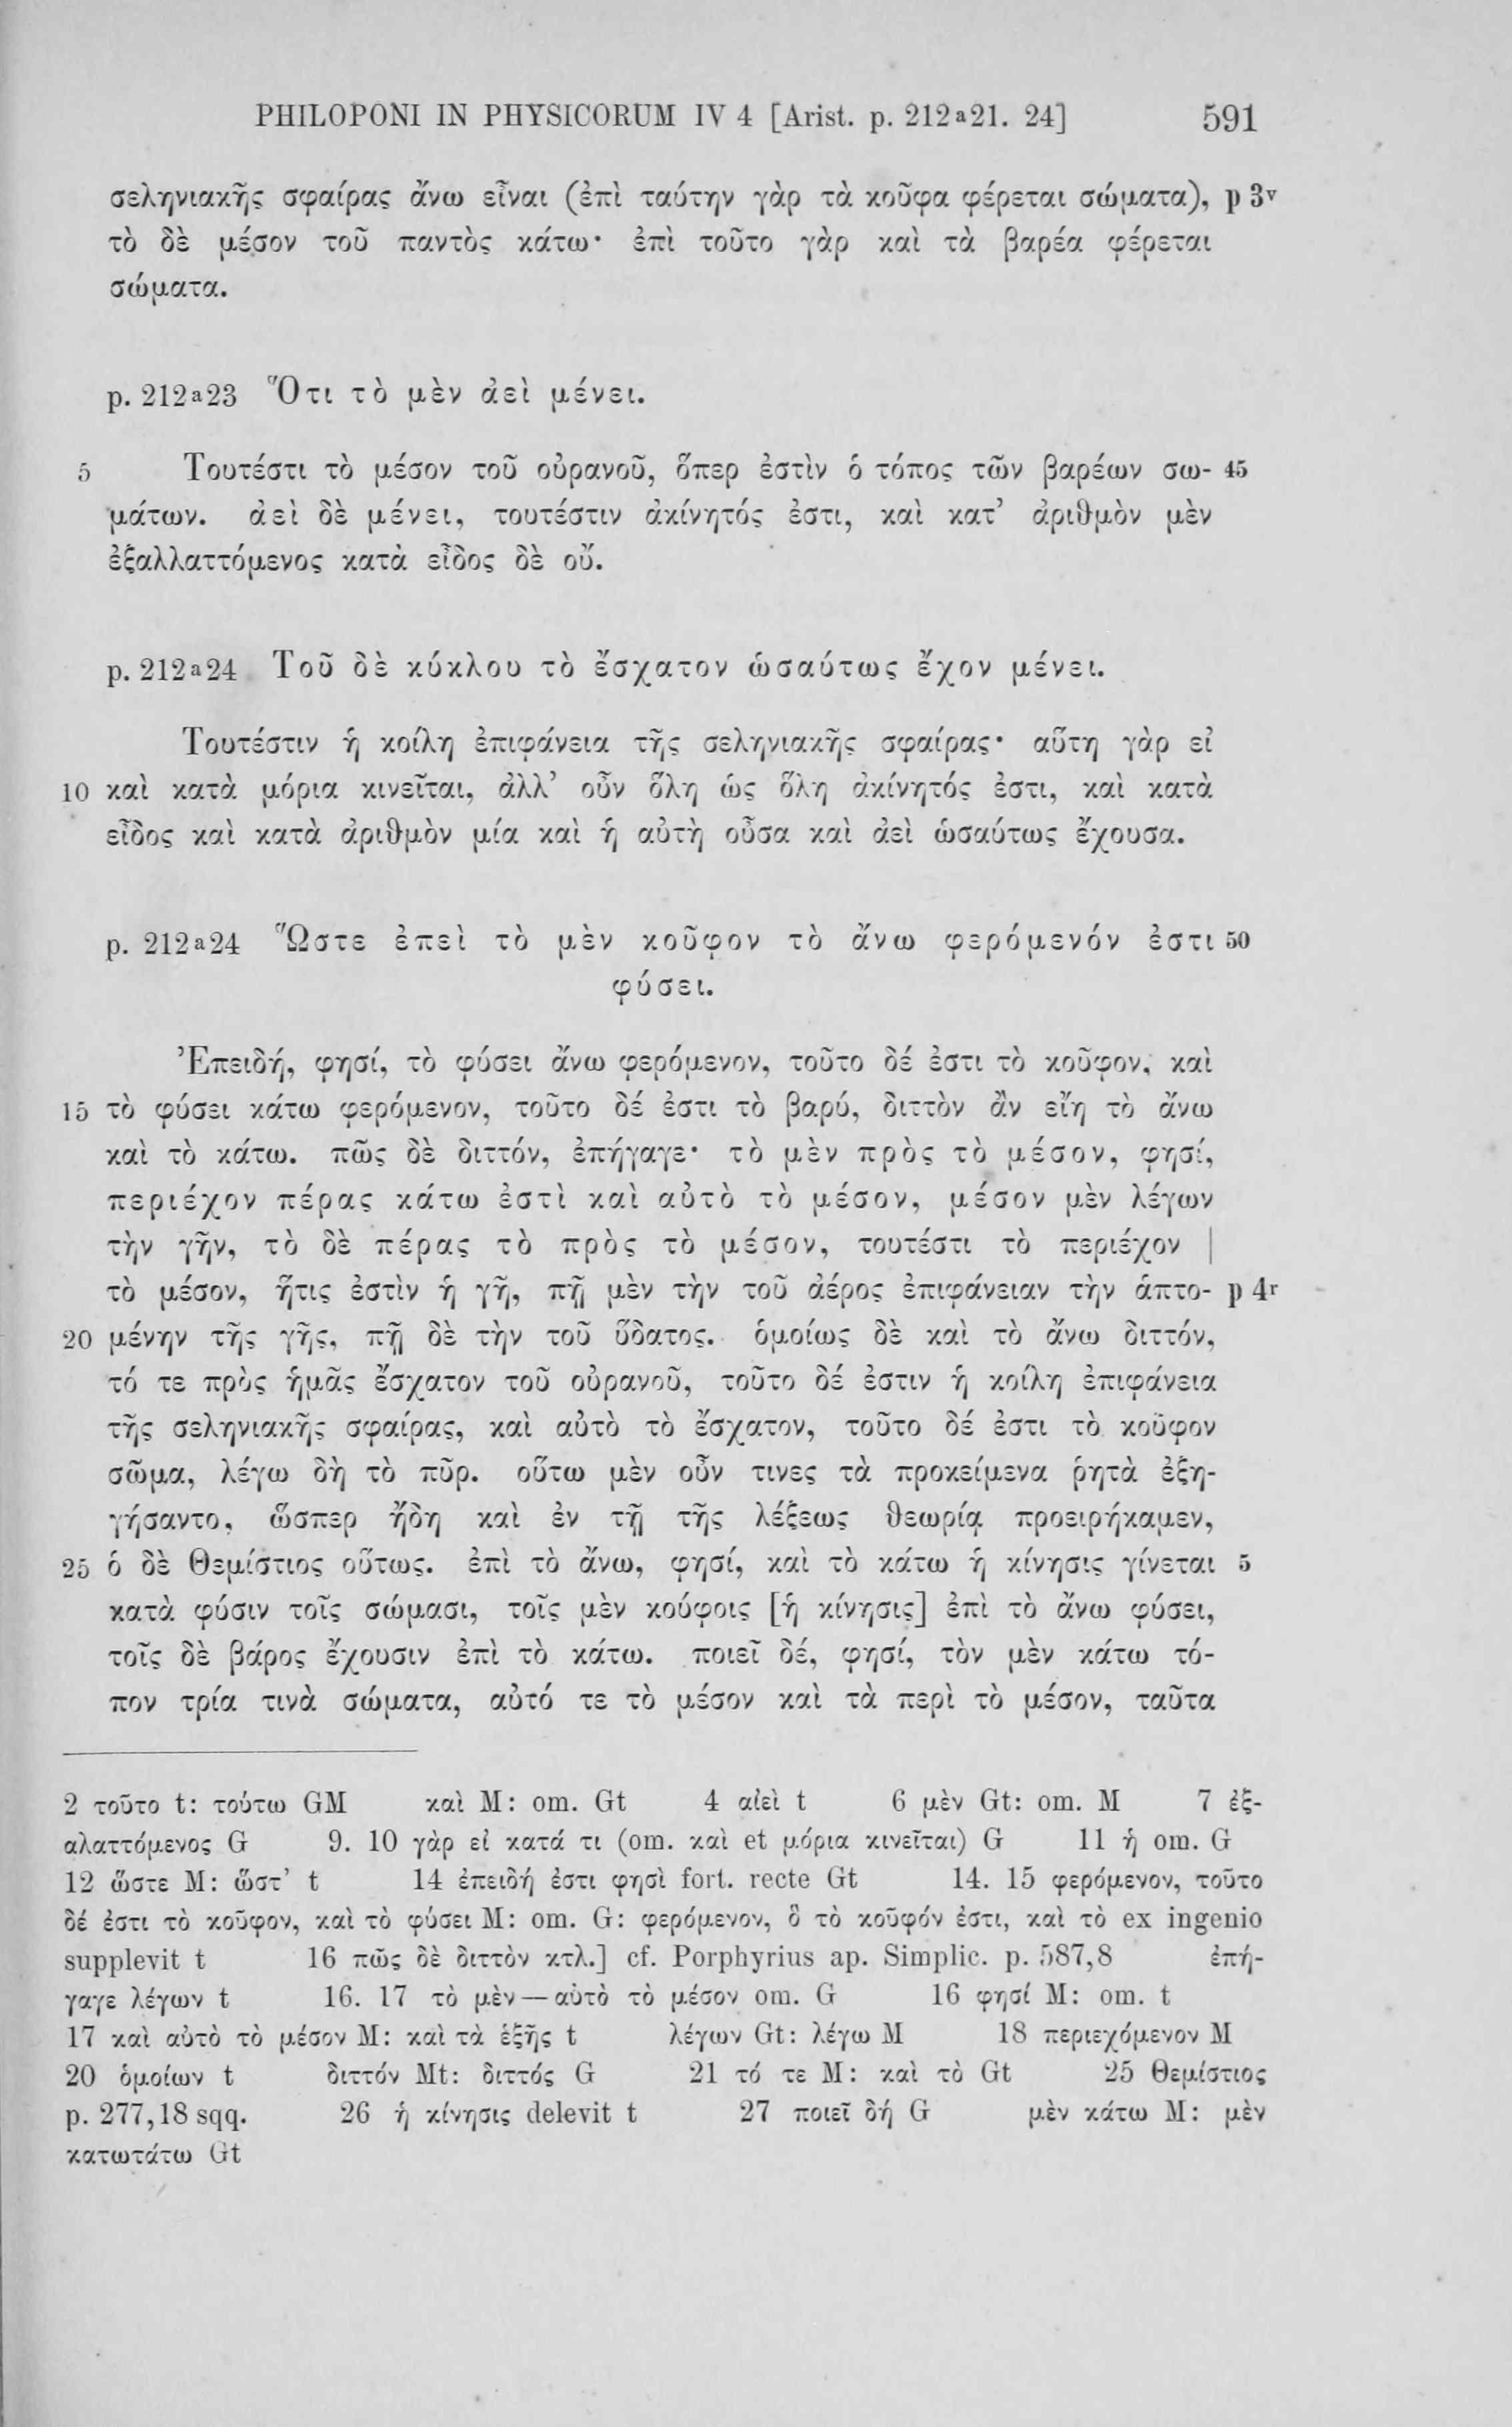 PHILOPONI IN PHYSICORUM IV 4 [Arist. p. 212a21. 24] 591
σεληνιακῆς σφαίρας ἄνω εἶναι (ἐπὶ ταύτην γὰρ τὰ κοῦφα φέρεται σώματα), p 3v
τὸ δὲ μέσον τοῦ παντὸς κάτω· ἐπὶ τοῦτο γὰρ καὶ τὰ βαρέα φέρεται
σώματα.
p. 212a23 Ὅτι τὸ μὲν ἀεὶ μένει.
5 Τουτέστι τὸ μέσον τοῦ οὐρανοῦ, ὅπερ ἐστὶν ὁ τόπος τῶν βαρέων σω- 45
μάτων. ἀεὶ δὲ μένει, τουτέστιν ἀκίνητός ἐστι, καὶ κατ’ ἀριθμὸν μὲν
ἐξαλλαττόμενος κατὰ εἶδος δὲ οὔ.
p. 212a24 Τοῦ δὲ κύκλου τὸ ἔσχατον ὡσαύτως ἔχον μένει.
Τουτέστιν ἡ κοίλη ἐπιφάνεια τῆς σεληνιακῆς σφαίρας· αὕτη γὰρ εἰ
10 καὶ κατὰ μόρια κινεῖται, ἀλλ’ οὖν ὅλη ὡς ὅλη ἀκίνητός ἐστι, καὶ κατὰ
εἶδος καὶ κατὰ ἀριθμὸν μία καὶ ἡ αὐτὴ οὖσα καὶ ἀεὶ ὡσαύτως ἔχουσα.
p. 212a24 Ὥστε ἐπεὶ τὸ μὲν κοῦφον τὸ ἄνω φερόμενόν ἐστι 50
φύσει.
Ἐπειδή, φησί, τὸ φύσει ἄνω φερόμενον, τοῦτο δέ ἐστι τὸ κοῦφον, καὶ
15 τὸ φύσει κάτω φερόμενον, τοῦτο δέ ἐστι τὸ βαρύ, διττὸν ἂν εἴη τὸ ἄνω
καὶ τὸ κάτω. πῶς δὲ διττόν, ἐπήγαγε· τὸ μὲν πρὸς τὸ μέσον, φησί,
περιέχον πέρας κάτω ἐστὶ καὶ αὐτὸ τὸ μέσον, μέσον μὲν λέγων
τὴν γῆν, τὸ δὲ πέρας τὸ πρὸς τὸ μέσον, τουτέστι τὸ περιέχον |
τὸ μέσον, ἥτις ἐστὶν ἡ γῆ, πῇ μὲν τὴν τοῦ ἀέρος ἐπιφάνειαν τὴν ἁπτο- p 4r
20 μένην τῆς γῆς, πῇ δὲ τὴν τοῦ ὕδατος. ὁμοίως δὲ καὶ τὸ ἄνω διττόν,
τό τε πρὸς ἡμᾶς ἔσχατον τοῦ οὐρανοῦ, τοῦτο δέ ἐστιν ἡ κοίλη ἐπιφάνεια
τῆς σεληνιακῆς σφαίρας, καὶ αὐτὸ τὸ ἔσχατον, τοῦτο δέ ἐστι τὸ κοῦφον
σῶμα, λέγω δὴ τὸ πῦρ. οὕτω μὲν οὖν τινες τὰ προκείμενα ῥητὰ ἐξη-
γήσαντο, ὥσπερ ἤδη καὶ ἐν τῇ τῆς λέξεως θεωρίᾳ προειρήκαμεν,
25 ὁ δὲ Θεμίστιος οὕτως. ἐπὶ τὸ ἄνω, φησί, καὶ τὸ κάτω ἡ κίνησις γίνεται 5
κατὰ φύσιν τοῖς σώμασι, τοῖς μὲν κούφοις [ἡ κίνησις] ἐπὶ τὸ ἄνω φύσει,
τοῖς δὲ βάρος ἔχουσιν ἐπὶ τὸ κάτω. ποιεῖ δέ, φησί, τὸν μὲν κάτω τό-
πον τρία τινὰ σώματα, αὐτό τε τὸ μέσον καὶ τὰ περὶ τὸ μέσον, ταῦτα
2 τοῦτο t: τούτω GM καὶ M: om. Gt 4 αἰεὶ t 6 μὲν Gt: om. M 7 ἐξ-
αλαττόμενος G 9. 10 γὰρ εἰ κατά τι (om. καὶ et μόρια κινεῖται) G 11 ἡ om. G
12 ὥστε M: ὥστ’ t 14 ἐπειδή ἐστι φησὶ fort. recte Gt 14. 15 φερόμενον, τοῦτο
δέ ἐστι τὸ κοῦφον, καὶ τὸ φύσει M: om. G: φερόμενον, ὃ τὸ κοῦφόν ἐστι, καὶ τὸ ex ingenio
supplevit t 16 πῶς δὲ διττὸν κτλ.] cf. Porphyrius ap. Simplic. p. 587,8 ἐπή-
γαγε λέγων t 16. 17 τὸ μὲν — αὐτὸ τὸ μέσον om. G 16 φησί M: om. t
17 καὶ αὐτὸ τὸ μέσον M: καὶ τὰ ἑξῆς t λέγων Gt: λέγω M 18 περιεχόμενον M
20 ὁμοίων t διττόν Mt: διττός G 21 τό τε M: καὶ τὸ Gt 25 Θεμίστιος
p. 277,18 sqq. 26 ἡ κίνησις delevit t 27 ποιεῖ δή G μὲν κάτω M: μὲν
κατωτάτω Gt